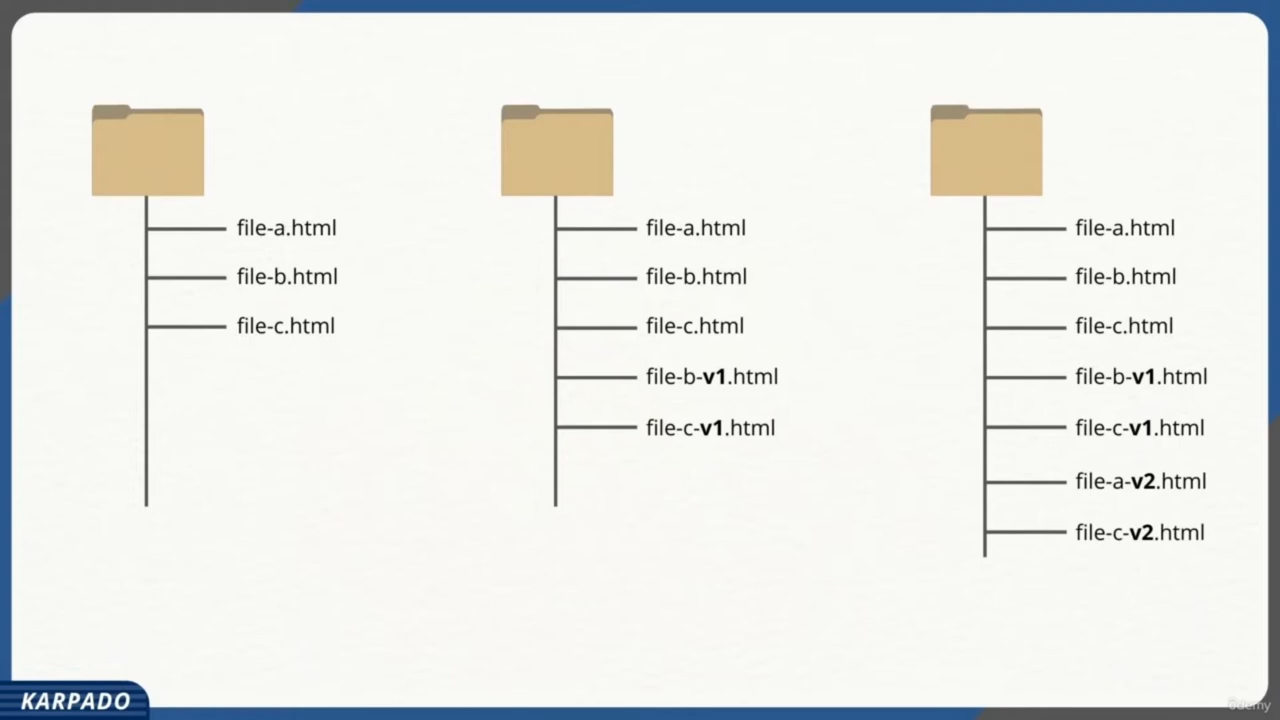 file-a.html
file-b.html
file-c.html
file-a.html
file-b.html
file-c.html
file-b-v1.html
file-c-v1.html
file-a.html
file-b.html
file-c.html
file-b-v1.html
file-c-v1.html
file-a-v2.html
file-c-v2.html
KARPADO
ûdemy